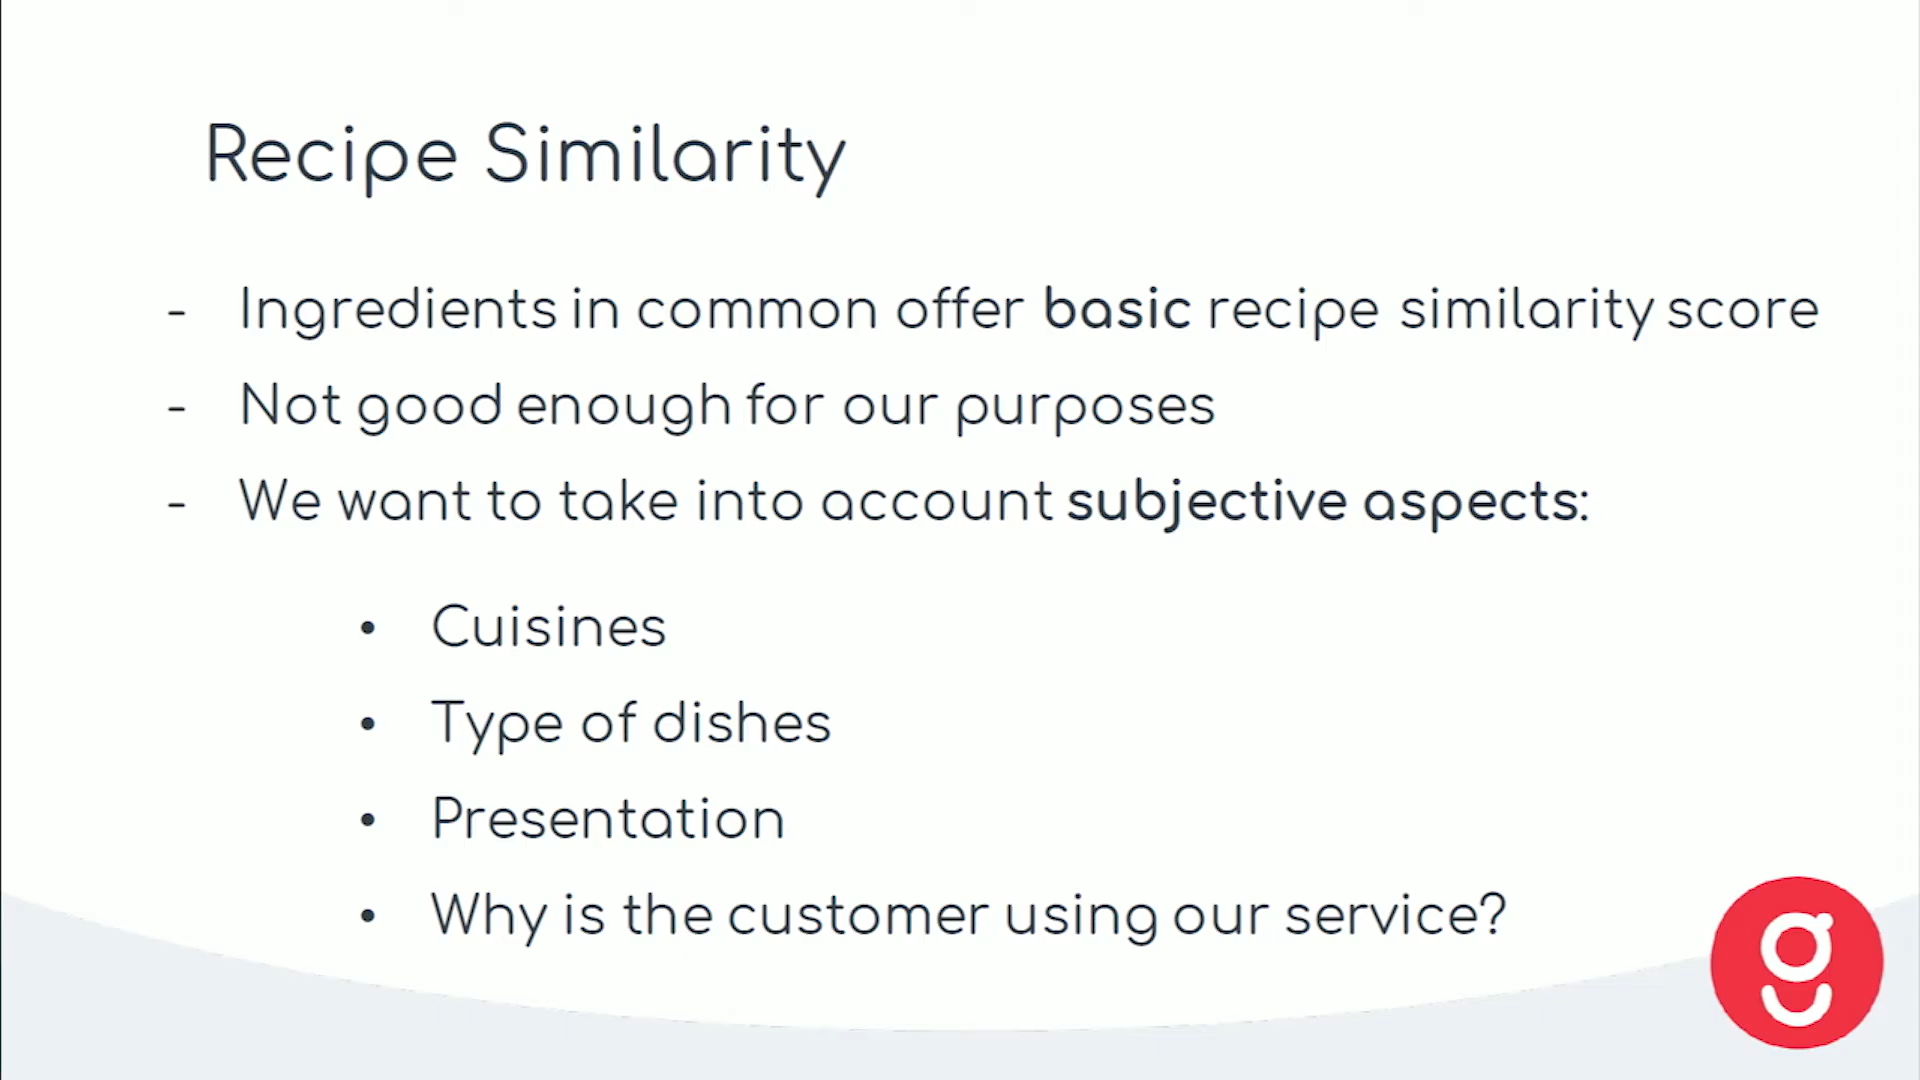 Recipe Similarity
- Ingredients in common offer basic recipe similarity score
- Not good enough for our purposes
- We want to take into account subjective aspects:
• Cuisines
• Type of dishes
• Presentation
• Why is the customer using our service?
g